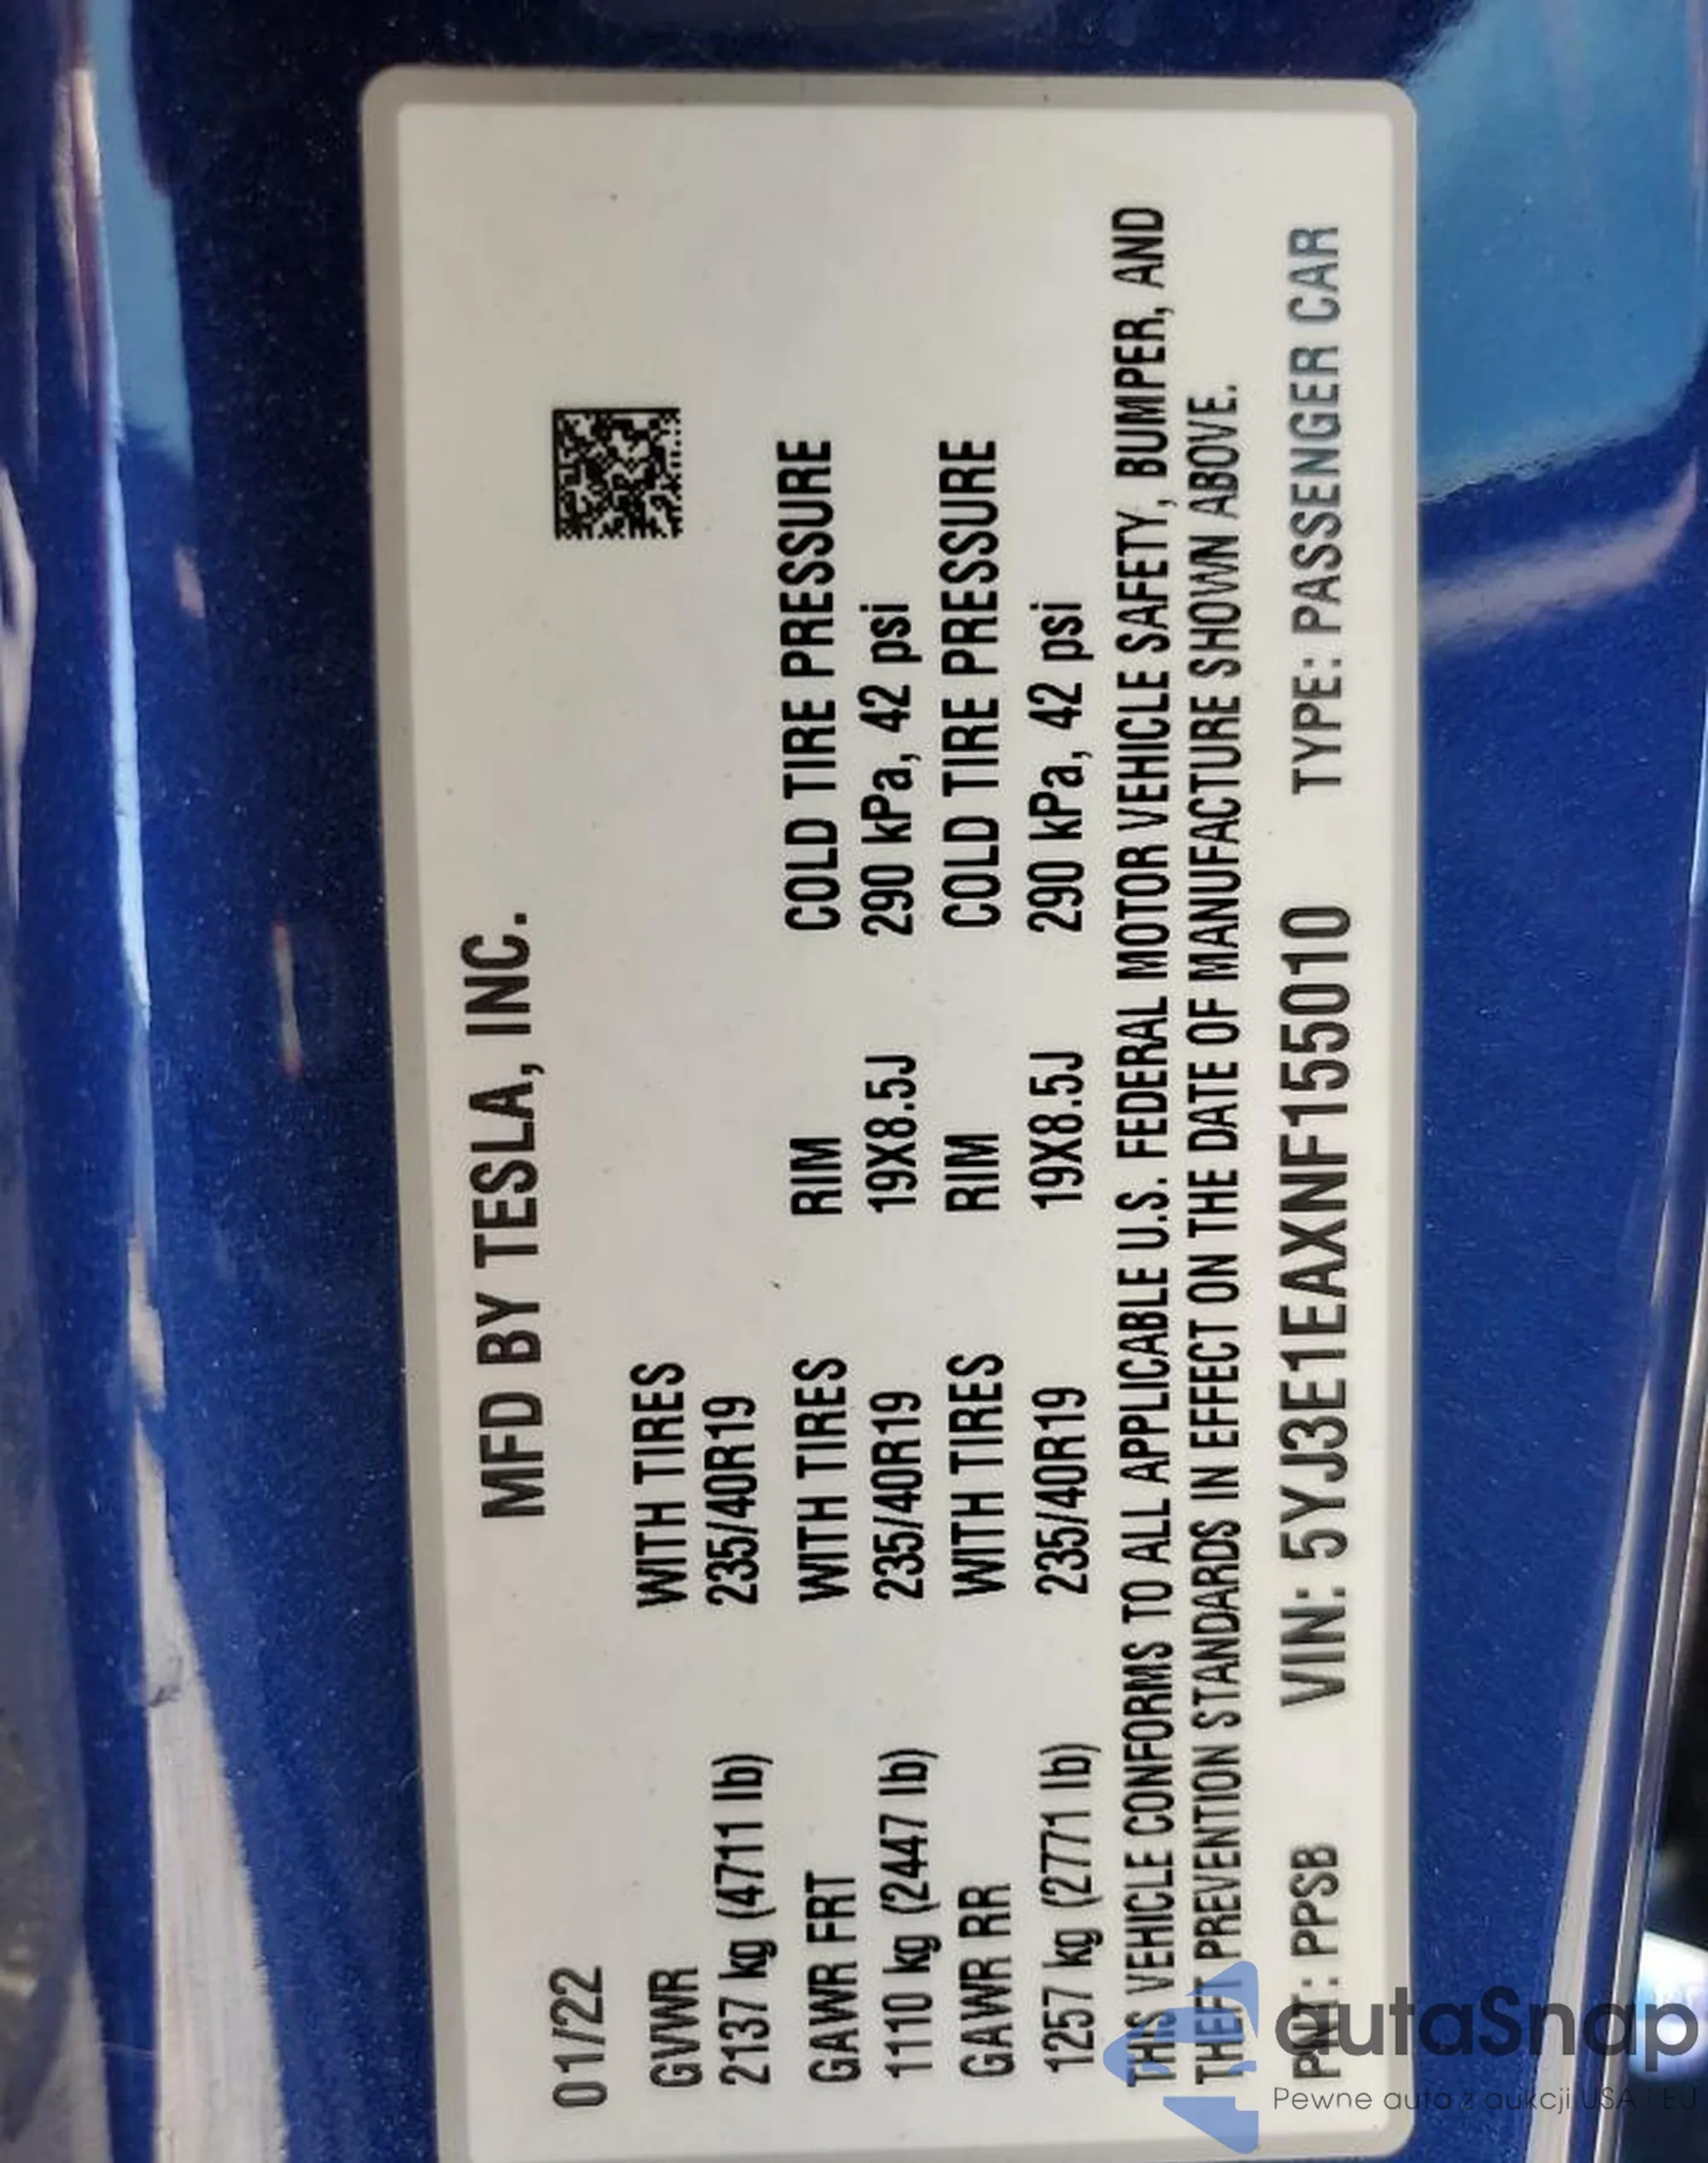 MFD BY TESLA, INC.
01/22
GVWR WITH TIRES
2137 kg (4711 lb) 235/40R19
GAWR FRT WITH TIRES RIM COLD TIRE PRESSURE
1110 kg (2447 lb) 235/40R19 19X8.5J 290 kPa, 42 psi
GAWR RR WITH TIRES RIM COLD TIRE PRESSURE
1257 kg (2771 lb) 235/40R19 19X8.5J 290 kPa, 42 psi
THIS VEHICLE CONFORMS TO ALL APPLICABLE U.S. FEDERAL MOTOR VEHICLE SAFETY, BUMPER, AND
THEFT PREVENTION STANDARDS IN EFFECT ON THE DATE OF MANUFACTURE SHOWN ABOVE.
PNT: PPSB VIN: 5YJ3E1EAXNF155010 TYPE: PASSENGER CAR
autaSnap
Pewne auta z aukcji USA i EU